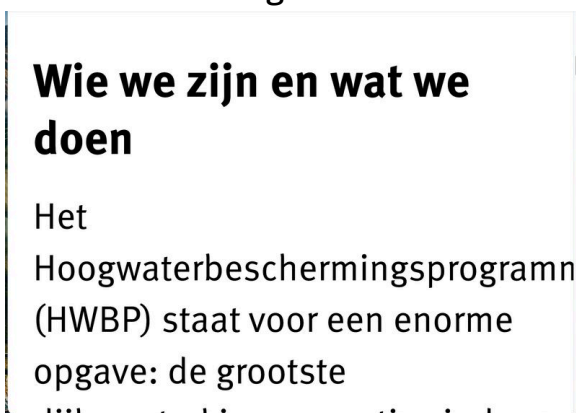 Wie we zijn en wat we
doen
Het
Hoogwaterbeschermingsprogramm
(HWBP) staat voor een enorme
opgave: de grootste